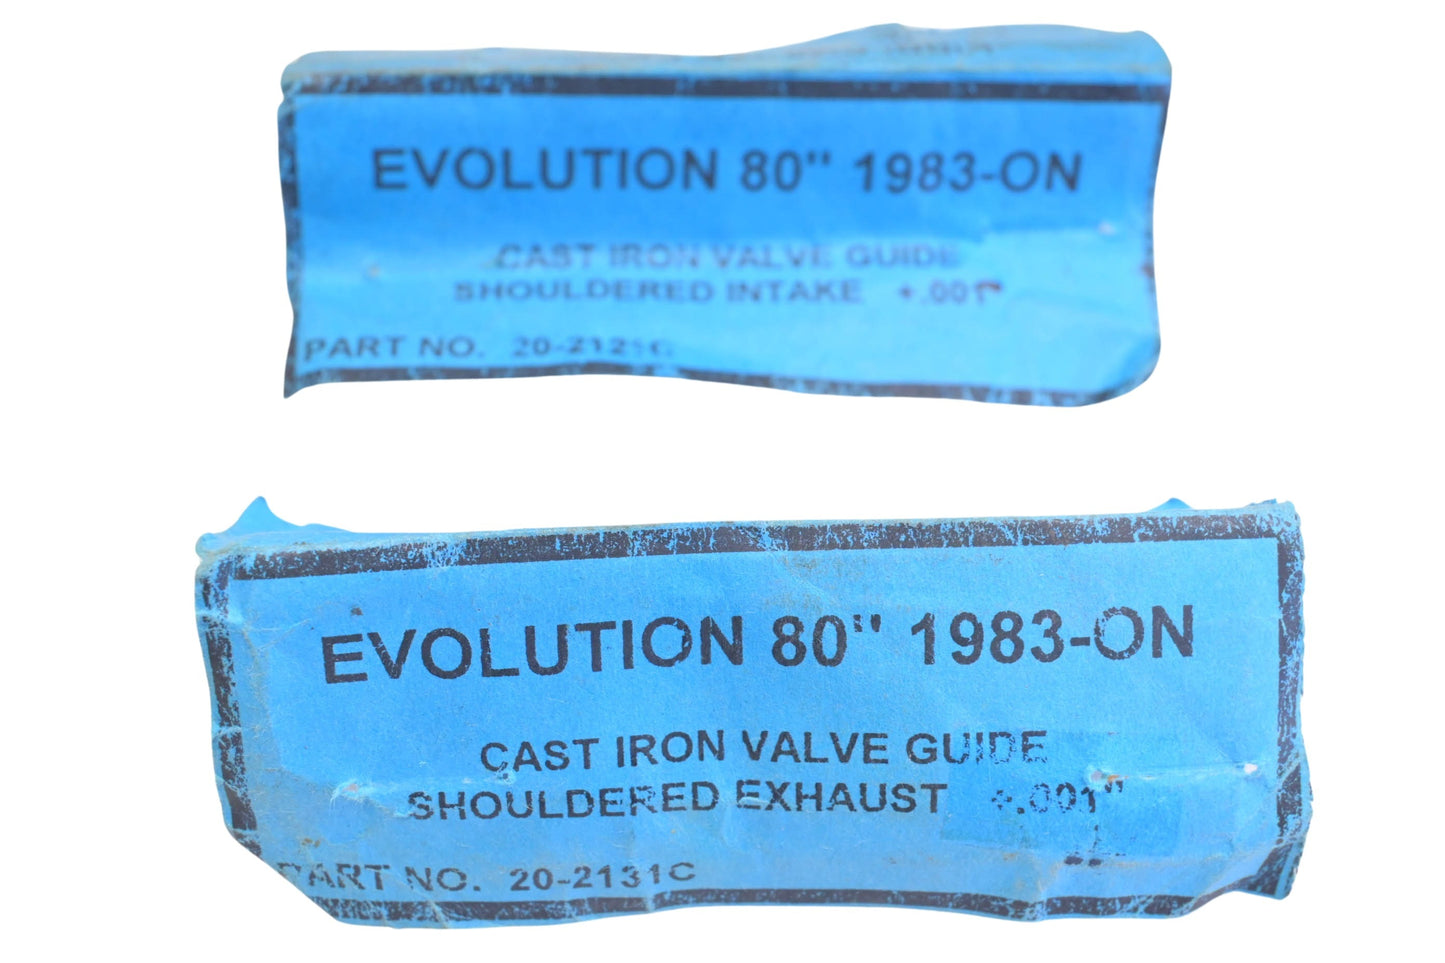 EVOLUTION 80" 1983-ON
CAST IRON VALVE GUIDE
SHOULDERED INTAKE +.001"
PART NO. 20-2121C
EVOLUTION 80" 1983-ON
CAST IRON VALVE GUIDE
SHOULDERED EXHAUST +.001"
PART NO. 20-2131C